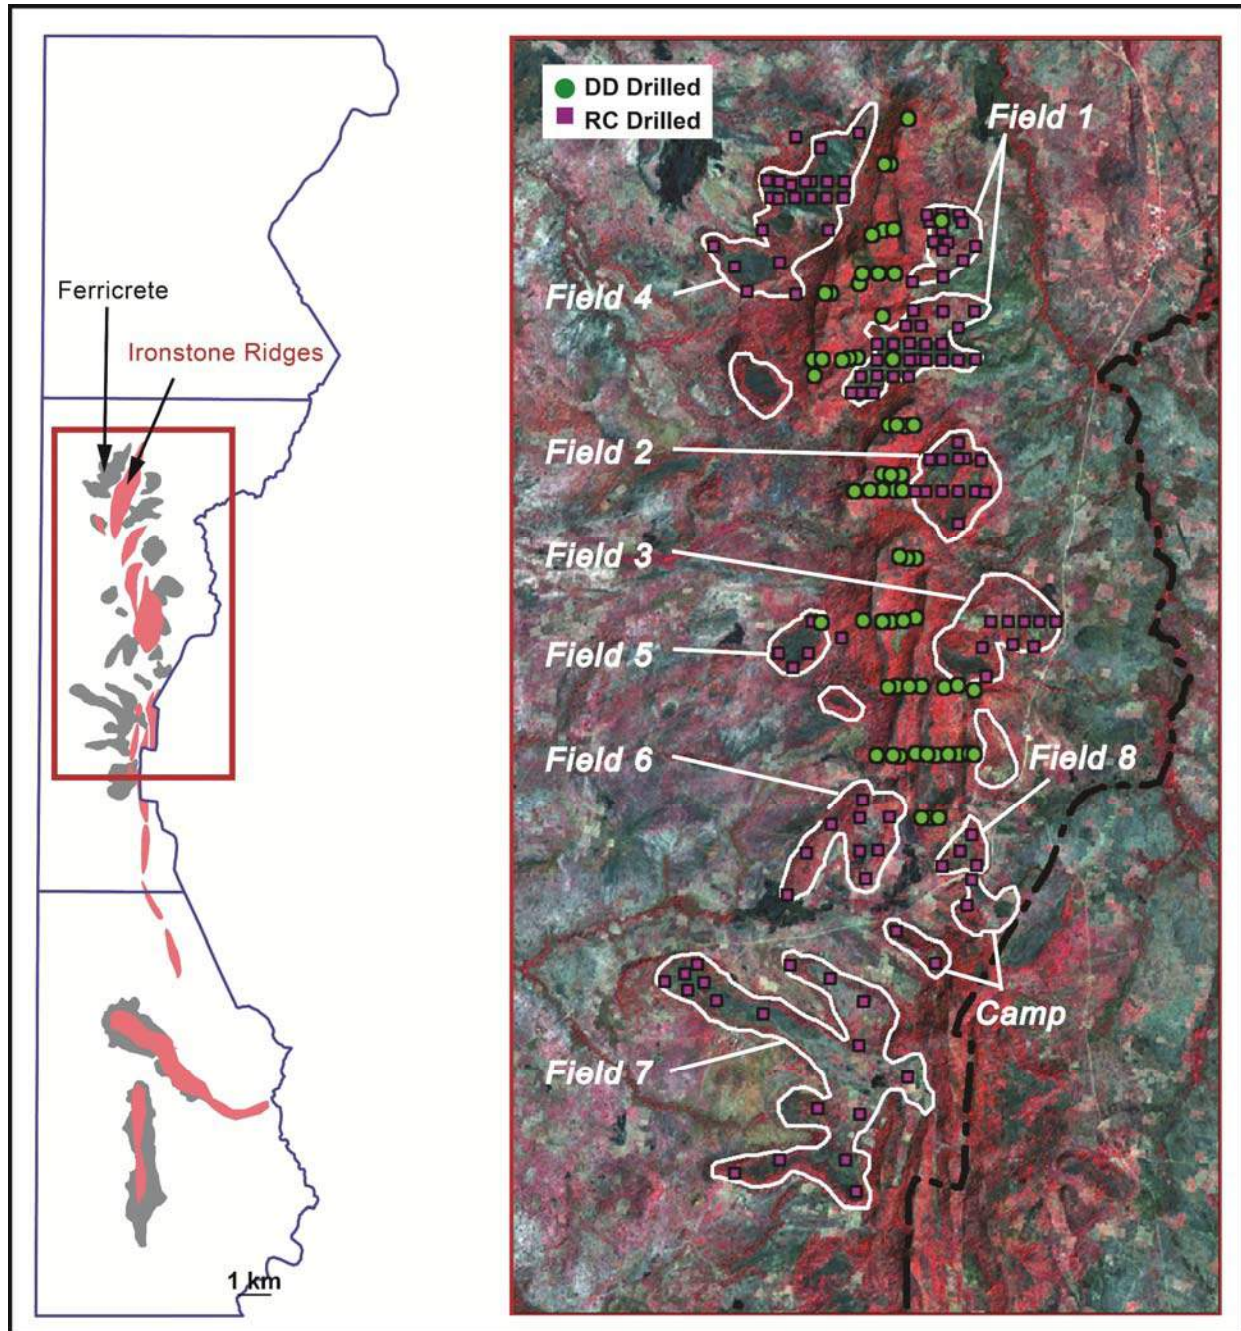 DD Drilled
RC Drilled
Field 1
Ferricrete
Ironstone Ridges
Field 4
Field 2
Field 3
Field 5
Field 6
Field 8
Camp
Field 7
1 km